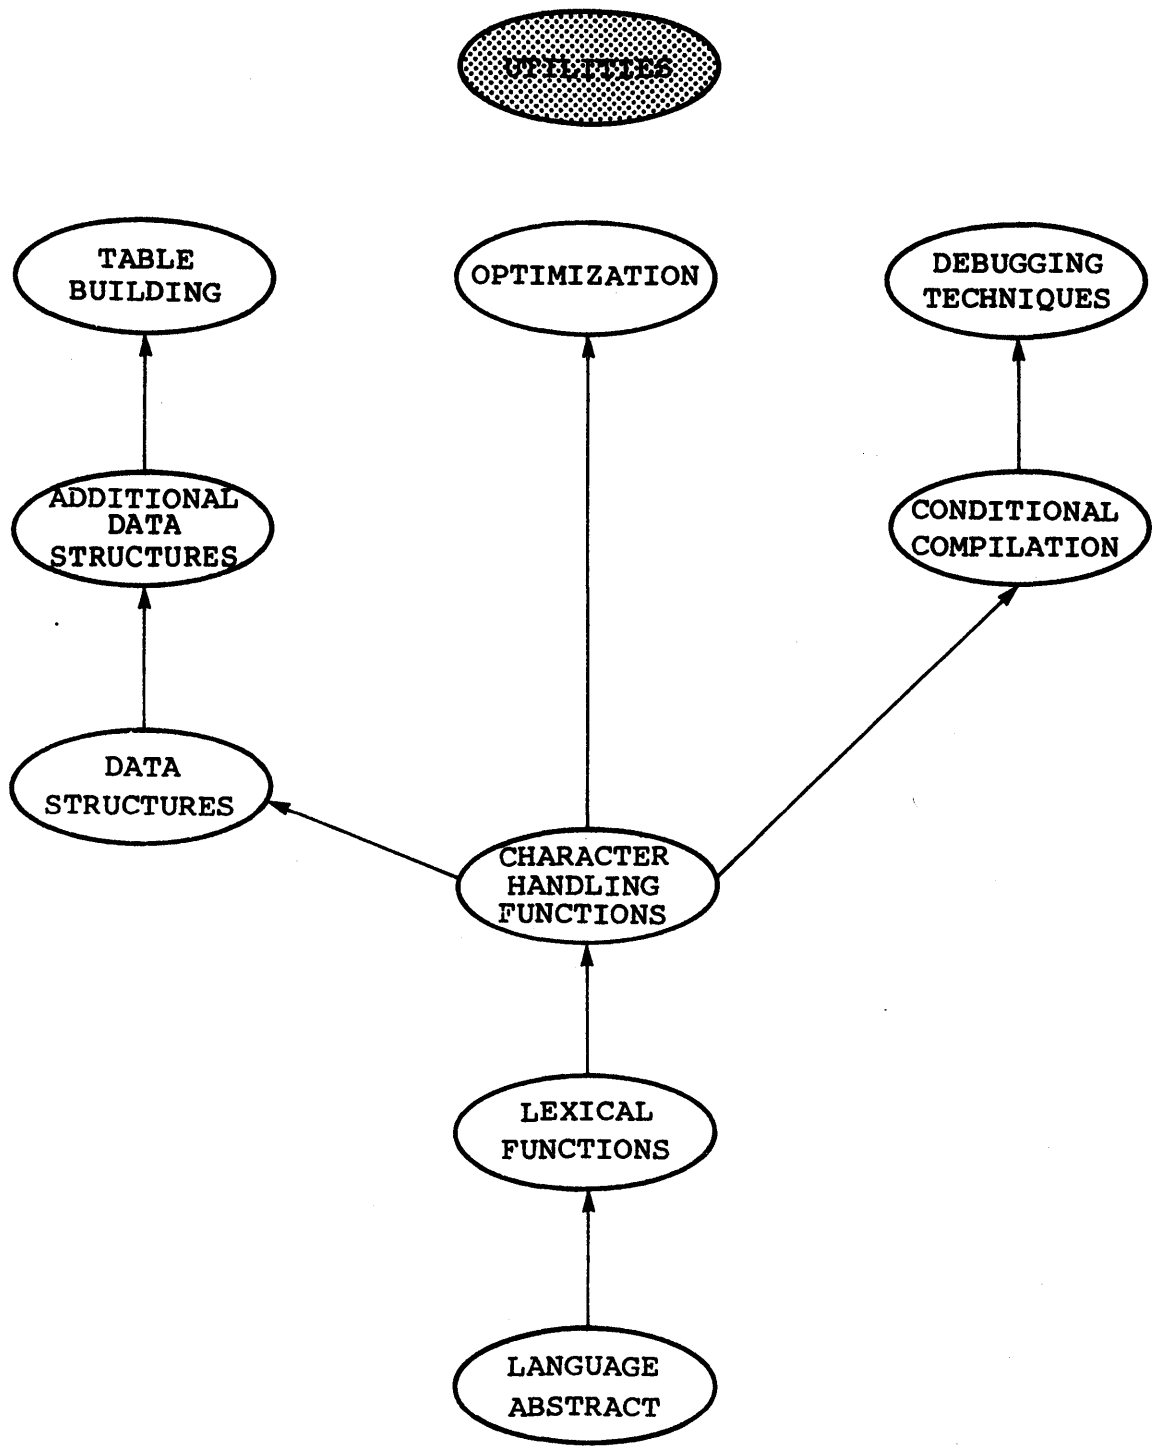 UTILITIES
TABLE
BUILDING
OPTIMIZATION
DEBUGGING
TECHNIQUES
ADDITIONAL
DATA
STRUCTURES
CONDITIONAL
COMPILATION
DATA
STRUCTURES
CHARACTER
HANDLING
FUNCTIONS
LEXICAL
FUNCTIONS
LANGUAGE
ABSTRACT